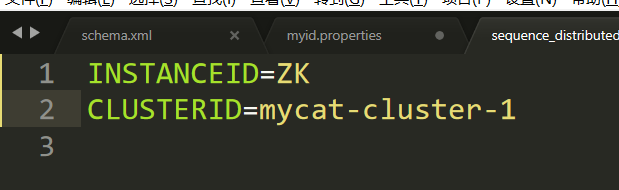 schema.xml
myid.properties
sequence_distributed
1 INSTANCEID=ZK
2 CLUSTERID=mycat-cluster-1
3